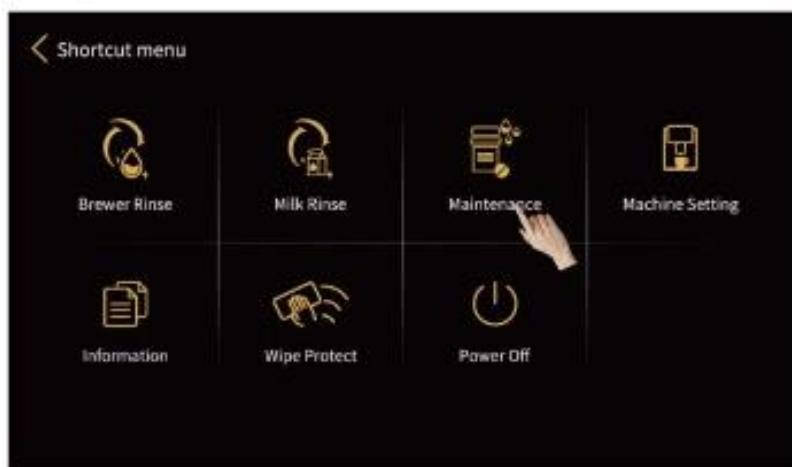 Shortcut menu
Brewer Rinse
Milk Rinse
Maintenance
Machine Setting
Information
Wipe Protect
Power Off